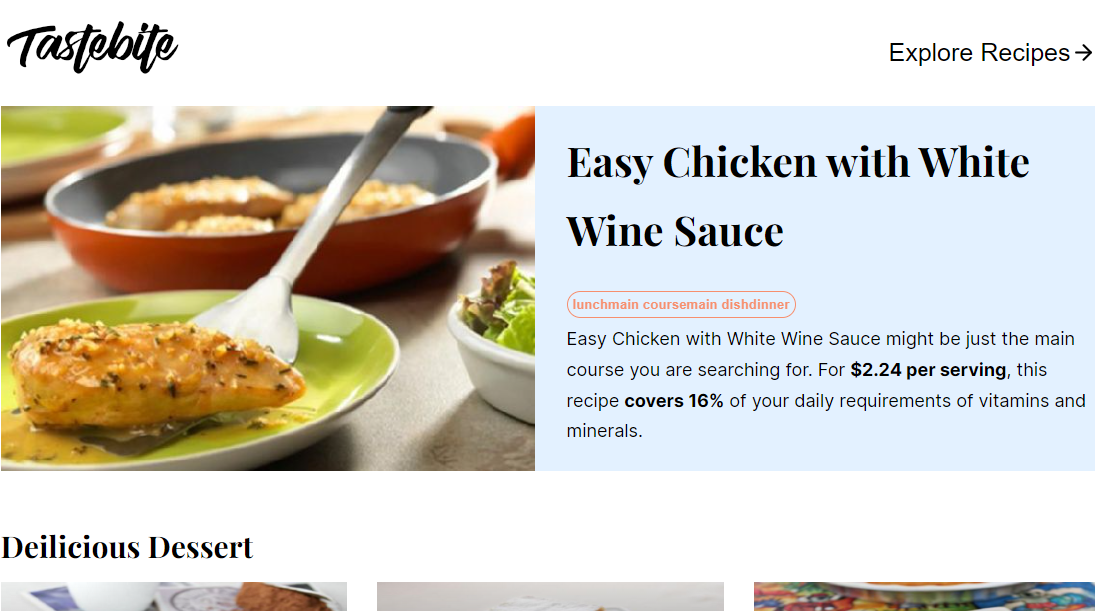 Tastebite
Explore Recipes
Easy Chicken with White
Wine Sauce
lunchmain coursemain dishdinner
Easy Chicken with White Wine Sauce might be just the main
course you are searching for. For $2.24 per serving, this
recipe covers 16% of your daily requirements of vitamins and
minerals.
Deilicious Dessert